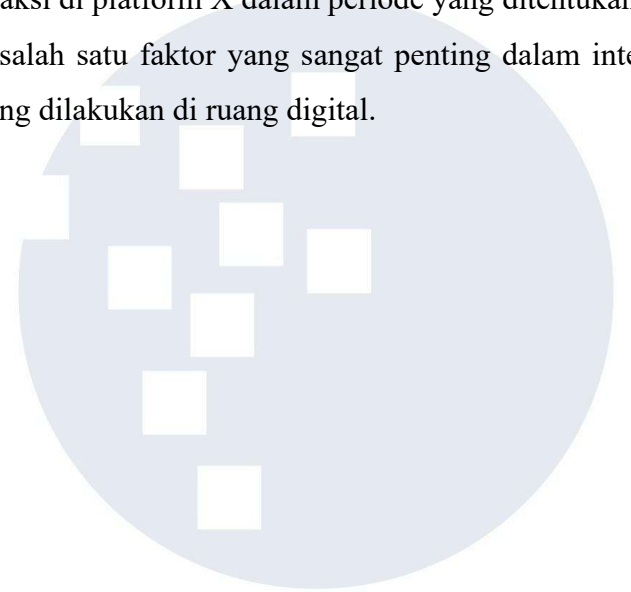 aksi di platform X dalam periode yang ditentukan
salah satu faktor yang sangat penting dalam inte
ng dilakukan di ruang digital.